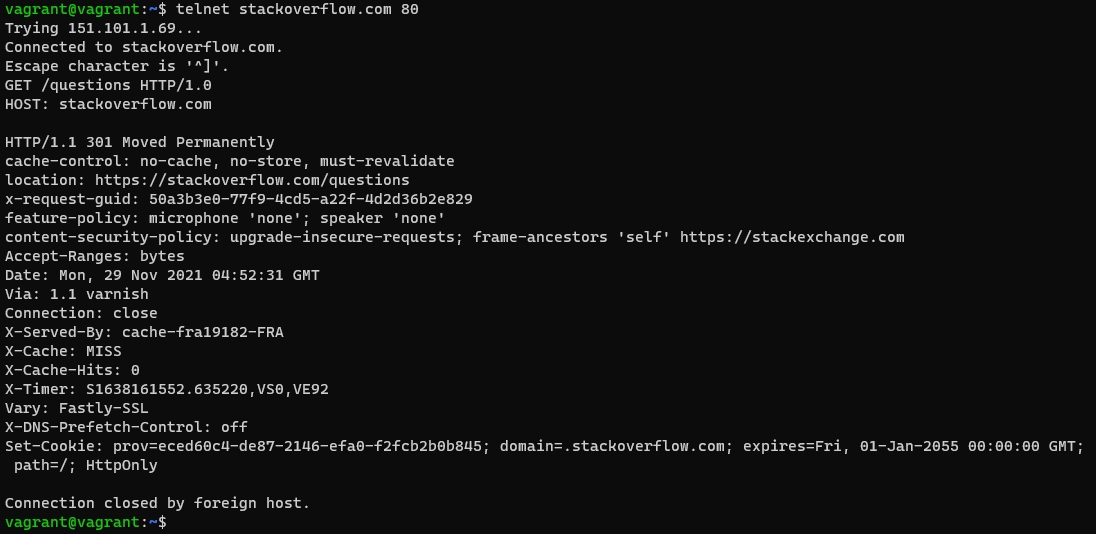 vagrant@vagrant:~$ telnet stackoverflow.com 80
Trying 151.101.1.69...
Connected to stackoverflow.com.
Escape character is '^]'.
GET /questions HTTP/1.0
HOST: stackoverflow.com

HTTP/1.1 301 Moved Permanently
cache-control: no-cache, no-store, must-revalidate
location: https://stackoverflow.com/questions
x-request-guid: 50a3b3e0-77f9-4cd5-a22f-4d2d36b2e829
feature-policy: microphone 'none'; speaker 'none'
content-security-policy: upgrade-insecure-requests; frame-ancestors 'self' https://stackexchange.com
Accept-Ranges: bytes
Date: Mon, 29 Nov 2021 04:52:31 GMT
Via: 1.1 varnish
Connection: close
X-Served-By: cache-fra19182-FRA
X-Cache: MISS
X-Cache-Hits: 0
X-Timer: S1638161552.635220,VS0,VE92
Vary: Fastly-SSL
X-DNS-Prefetch-Control: off
Set-Cookie: prov=eced60c4-de87-2146-efa0-f2fcb2b0b845; domain=.stackoverflow.com; expires=Fri, 01-Jan-2055 00:00:00 GMT;
 path=/; HttpOnly

Connection closed by foreign host.
vagrant@vagrant:~$